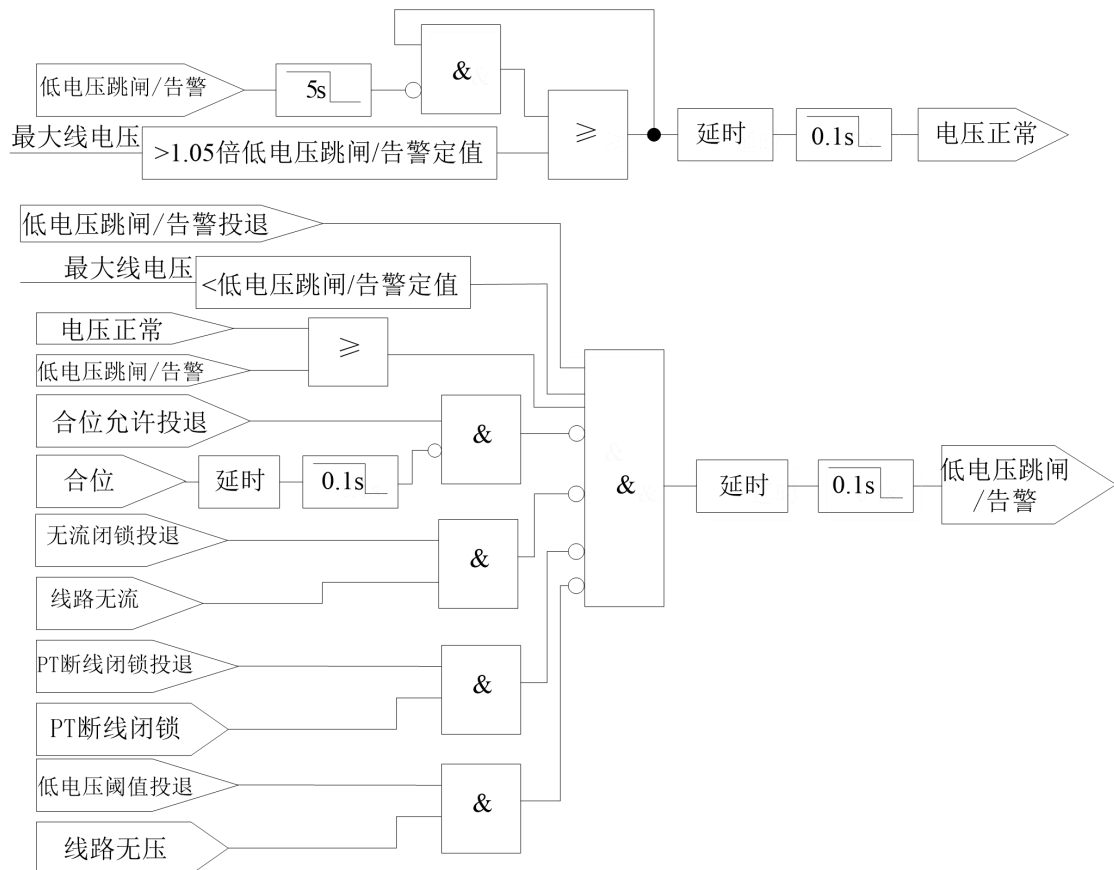 &
低电压跳闸/告警
5s
最大线电压
>1.05倍低电压跳闸/告警定值
≥
延时
0.1s
电压正常
低电压跳闸/告警投退
最大线电压
<低电压跳闸/告警定值
电压正常
≥
低电压跳闸/告警
合位允许投退
&
合位
延时
0.1s
&
延时
0.1s
低电压跳闸
/告警
无流闭锁投退
&
线路无流
PT断线闭锁投退
&
PT断线闭锁
低电压阈值投退
&
线路无压